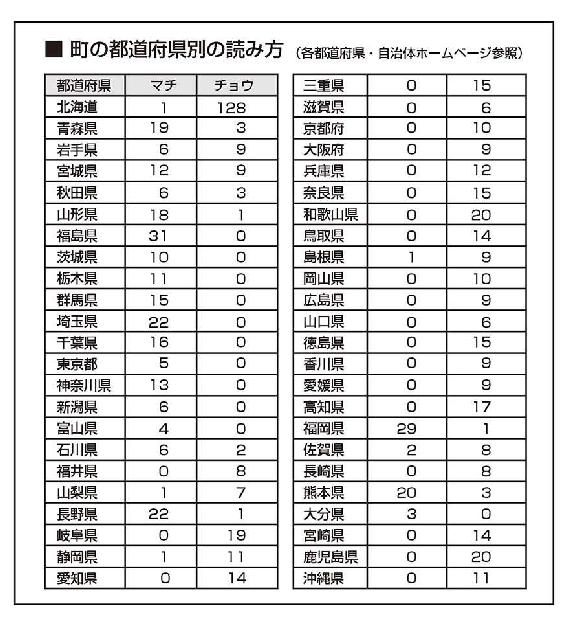 ■ 町の都道府県別の読み方 (各都道府県・自治体ホームページ参照)
都道府県 マチ チョウ
北海道 1 128
青森県 19 3
岩手県 6 9
宮城県 12 9
秋田県 6 3
山形県 18 1
福島県 31 0
茨城県 10 0
栃木県 11 0
群馬県 15 0
埼玉県 22 0
千葉県 16 0
東京都 5 0
神奈川県 13 0
新潟県 6 0
富山県 4 0
石川県 6 2
福井県 0 8
山梨県 1 7
長野県 22 1
岐阜県 0 19
静岡県 1 11
愛知県 0 14
三重県 0 15
滋賀県 0 6
京都府 0 10
大阪府 0 9
兵庫県 0 12
奈良県 0 15
和歌山県 0 20
鳥取県 0 14
島根県 1 9
岡山県 0 10
広島県 0 9
山口県 0 6
徳島県 0 15
香川県 0 9
愛媛県 0 9
高知県 0 17
福岡県 29 1
佐賀県 2 8
長崎県 0 8
熊本県 20 3
大分県 3 0
宮崎県 0 14
鹿児島県 0 20
沖縄県 0 11